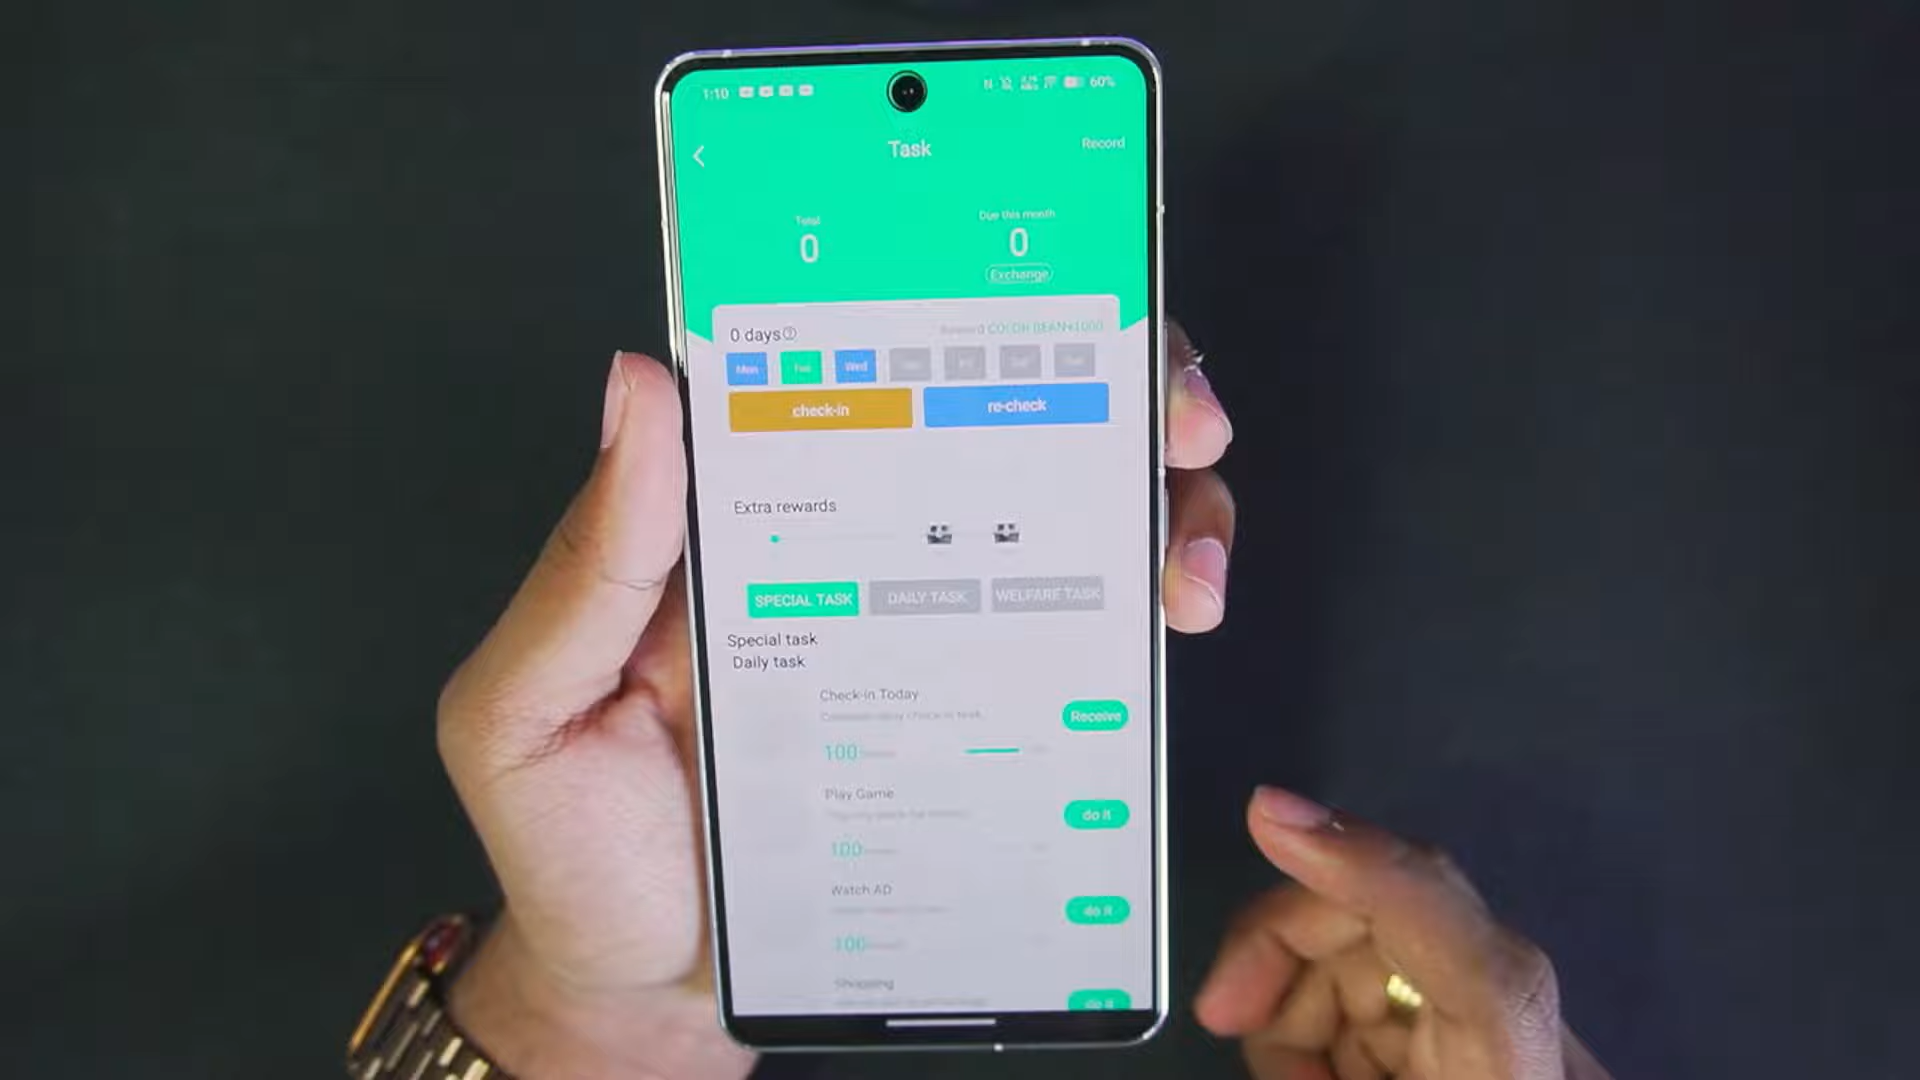 1:10 60%
Task
Record
Total
Due this month
0
0
Exchange
0 days
COLOR BEAN+1000
Mon Tue Wed
check-in
re-check
Extra rewards
SPECIAL TASK
DAILY TASK
WELFARE TASK
Special task
Daily task
Check-in Today
Receive
100
Play Game
do it
100
Watch AD
do it
100
Shopping
do it